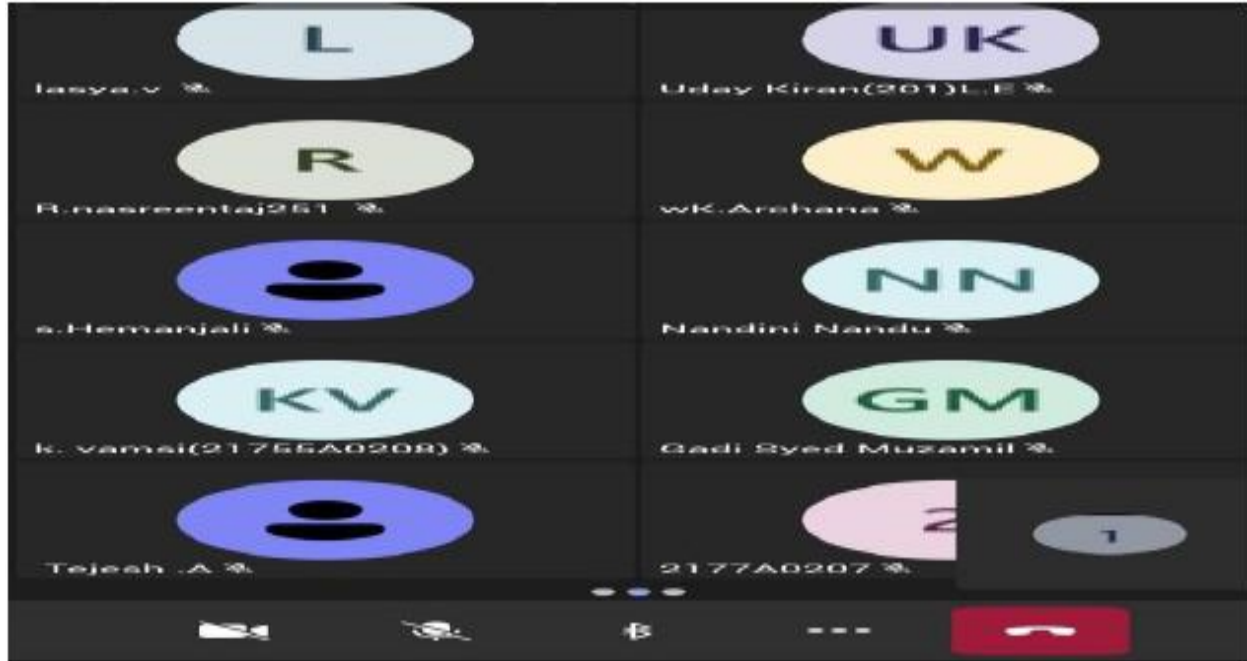 L
UK
lasya.v
Uday Kiran(201)L.E
R
W
R.nasreentaj251
wK.Archana
NN
s.Hemanjali
Nandini Nandu
KV
GM
k. vamsi(21755A0208)
Gadi Syed Muzamil
2
1
Tejesh .A
2177A0207